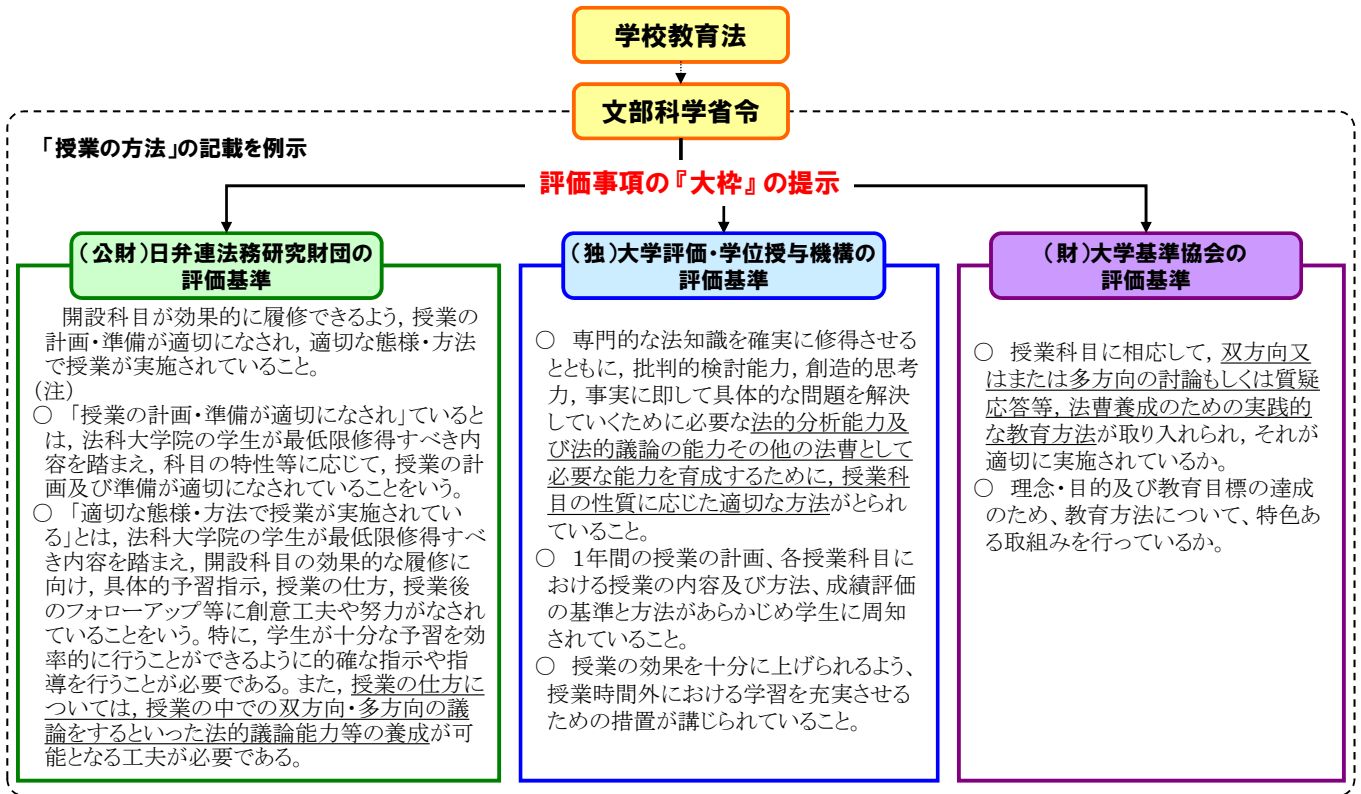 学校教育法
文部科学省令
「授業の方法」の記載を例示
評価事項の『大枠』の提示
(公財)日弁連法務研究財団の
評価基準
開設科目が効果的に履修できるよう,授業の
計画・準備が適切になされ,適切な態様・方法
で授業が実施されていること。
(注)
○ 「授業の計画・準備が適切になされ」ていると
は,法科大学院の学生が最低限修得すべき内
容を踏まえ,科目の特性等に応じて,授業の計
画及び準備が適切になされていることをいう。
○ 「適切な態様・方法で授業が実施されてい
る」とは,法科大学院の学生が最低限修得すべ
き内容を踏まえ,開設科目の効果的な履修に
向け,具体的予習指示,授業の仕方,授業後
のフォローアップ等に創意工夫や努力がなされ
ていることをいう。特に,学生が十分な予習を効
率的に行うことができるように的確な指示や指
導を行うことが必要である。また,授業の仕方に
ついては,授業の中での双方向・多方向の議
論をするといった法的議論能力等の養成が可
能となる工夫が必要である。
(独)大学評価・学位授与機構の
評価基準
○ 専門的な法知識を確実に修得させる
とともに,批判的検討能力,創造的思考
力,事実に即して具体的な問題を解決
していくために必要な法的分析能力及
び法的議論の能力その他の法曹として
必要な能力を育成するために,授業科
目の性質に応じた適切な方法がとられ
ていること。
○ 1年間の授業の計画、各授業科目に
おける授業の内容及び方法、成績評価
の基準と方法があらかじめ学生に周知
されていること。
○ 授業の効果を十分に上げられるよう、
授業時間外における学習を充実させる
ための措置が講じられていること。
(財)大学基準協会の
評価基準
○ 授業科目に相応して,双方向又
はまたは多方向の討論もしくは質疑
応答等,法曹養成のための実践的
な教育方法が取り入れられ,それが
適切に実施されているか。
○ 理念・目的及び教育目標の達成
のため、教育方法について、特色あ
る取組みを行っているか。